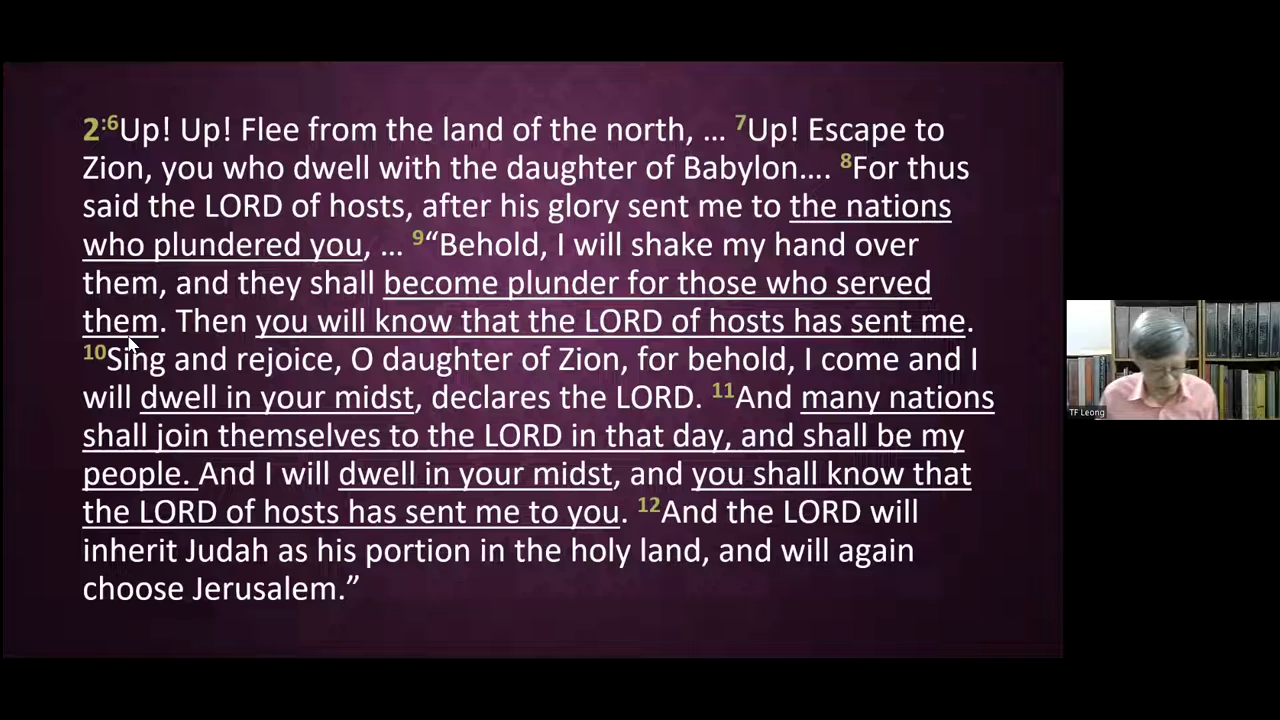 2:6Up! Up! Flee from the land of the north, … 7Up! Escape to
Zion, you who dwell with the daughter of Babylon…. 8For thus
said the LORD of hosts, after his glory sent me to the nations
who plundered you, … 9“Behold, I will shake my hand over
them, and they shall become plunder for those who served
them. Then you will know that the LORD of hosts has sent me.
10Sing and rejoice, O daughter of Zion, for behold, I come and I
will dwell in your midst, declares the LORD. 11And many nations
shall join themselves to the LORD in that day, and shall be my
people. And I will dwell in your midst, and you shall know that
the LORD of hosts has sent me to you. 12And the LORD will
inherit Judah as his portion in the holy land, and will again
choose Jerusalem.”
TF Leong